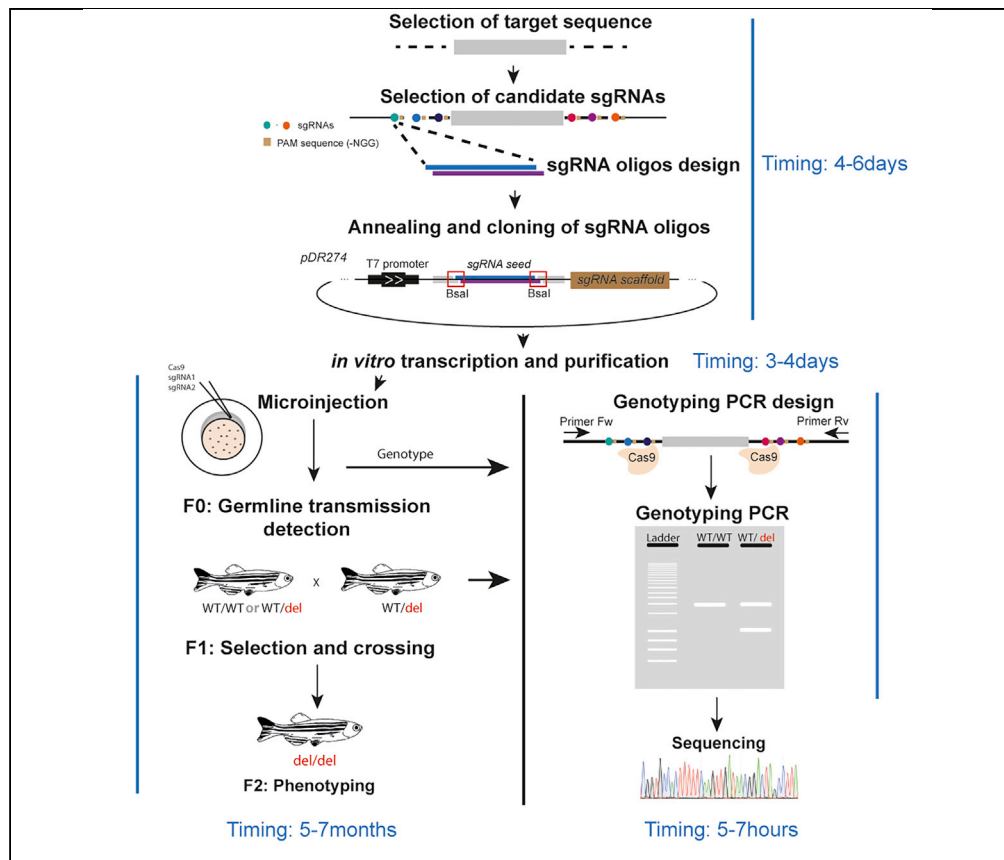 Selection of target sequence
Selection of candidate sgRNAs
- sgRNAs
PAM sequence (-NGG)
sgRNA oligos design
Timing: 4-6days
Annealing and cloning of sgRNA oligos
pDR274
T7 promoter
sgRNA seed
... >> sgRNA scaffold ...
BsaI BsaI
in vitro transcription and purification
Timing: 3-4days
Cas9
sgRNA1
sgRNA2
Microinjection
Genotype
F0: Germline transmission
detection
x
WT/WT or WT/del
WT/del
F1: Selection and crossing
del/del
F2: Phenotyping
Timing: 5-7months
Genotyping PCR design
Primer Fw
Primer Rv
Cas9
Cas9
Genotyping PCR
Ladder WT/WT WT/ del
Sequencing
Timing: 5-7hours